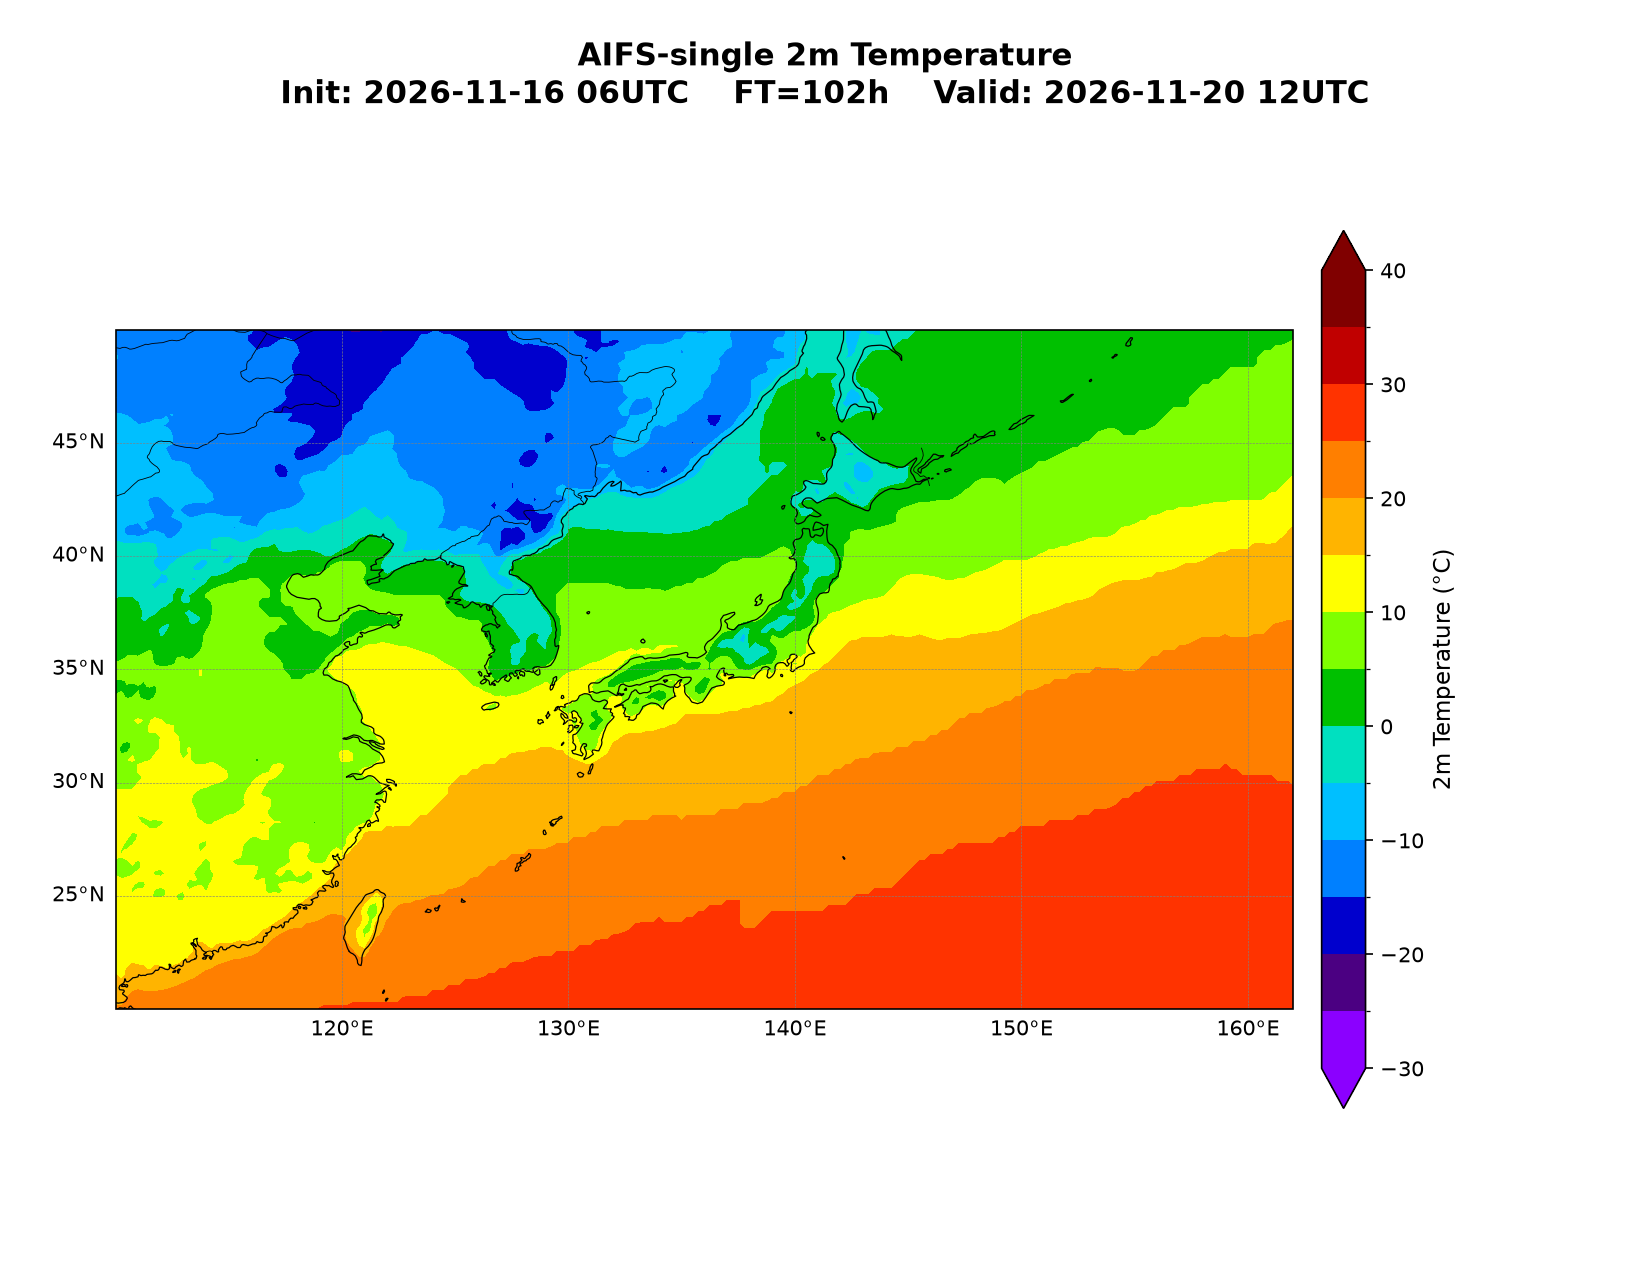 AIFS-single 2m Temperature
Init: 2026-11-16 06UTC    FT=102h    Valid: 2026-11-20 12UTC
45°N
40°N
35°N
30°N
25°N
120°E
130°E
140°E
150°E
160°E
40
30
20
10
0
−10
−20
−30
2m Temperature (°C)